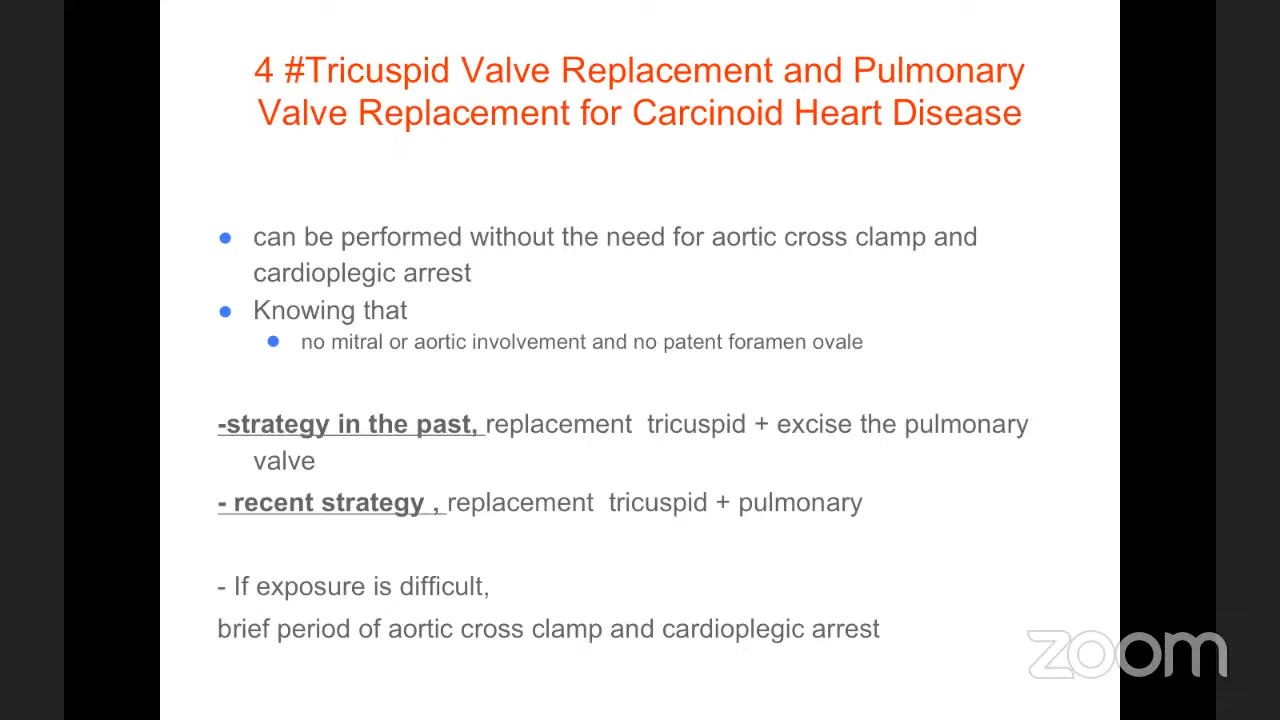 4 #Tricuspid Valve Replacement and Pulmonary
Valve Replacement for Carcinoid Heart Disease
can be performed without the need for aortic cross clamp and
cardioplegic arrest
Knowing that
no mitral or aortic involvement and no patent foramen ovale
-strategy in the past, replacement tricuspid + excise the pulmonary
valve
- recent strategy , replacement tricuspid + pulmonary
- If exposure is difficult,
brief period of aortic cross clamp and cardioplegic arrest
zoom